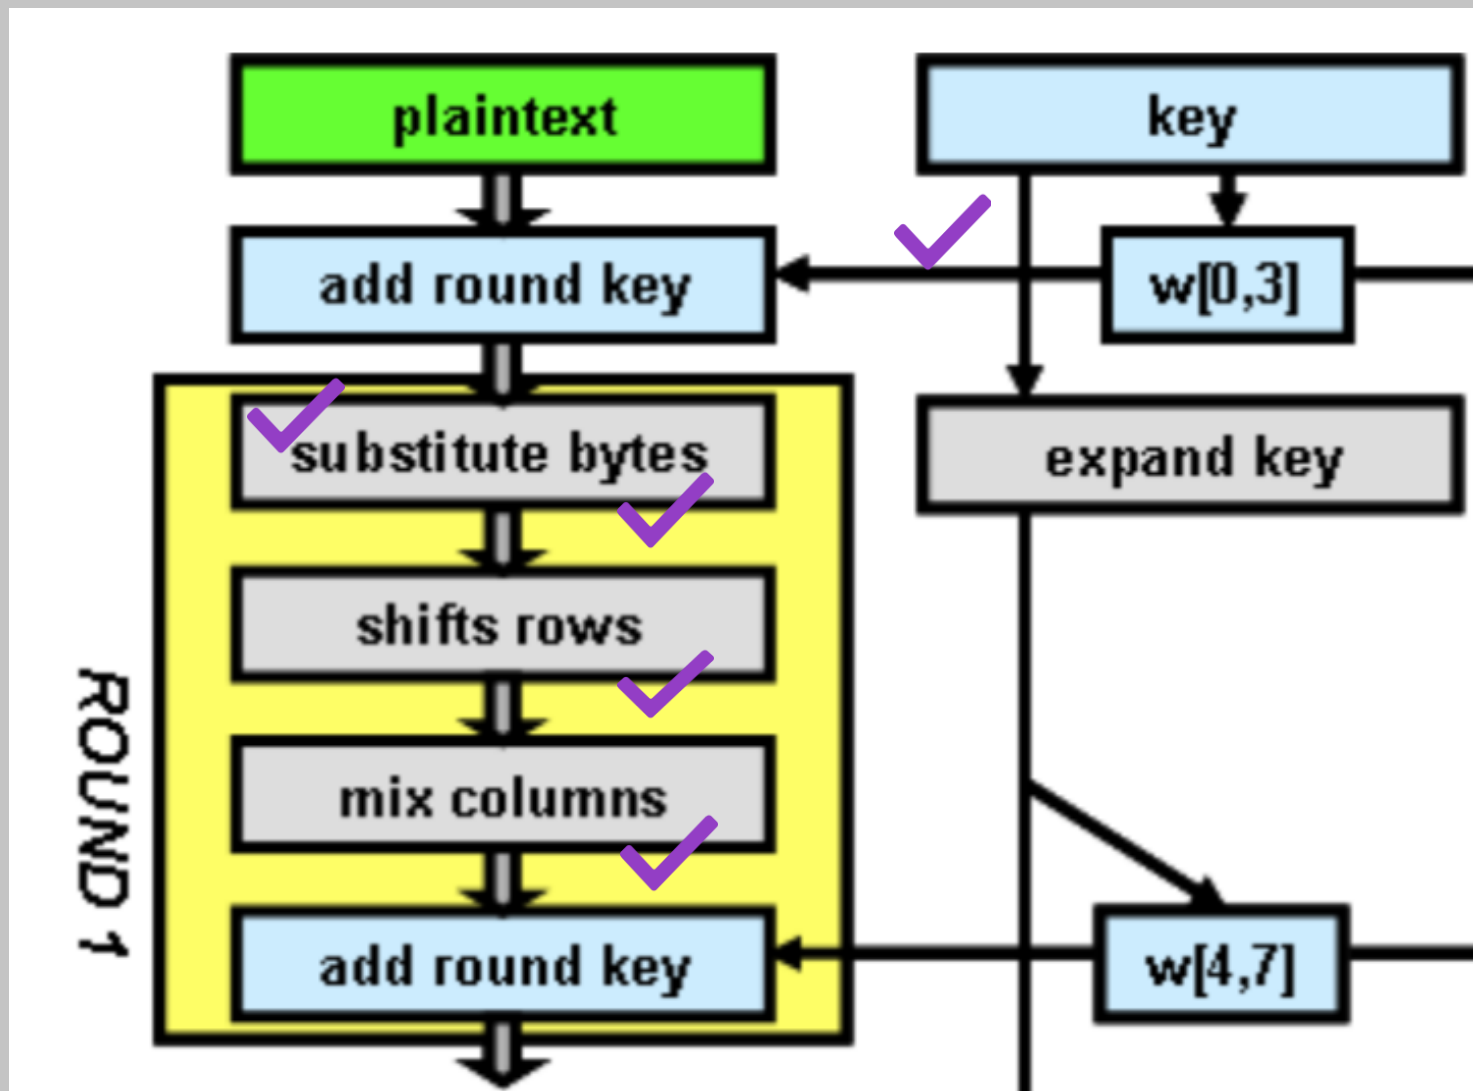 plaintext
key
add round key
w[0,3]
substitute bytes
expand key
shifts rows
mix columns
add round key
w[4,7]
ROUND 1